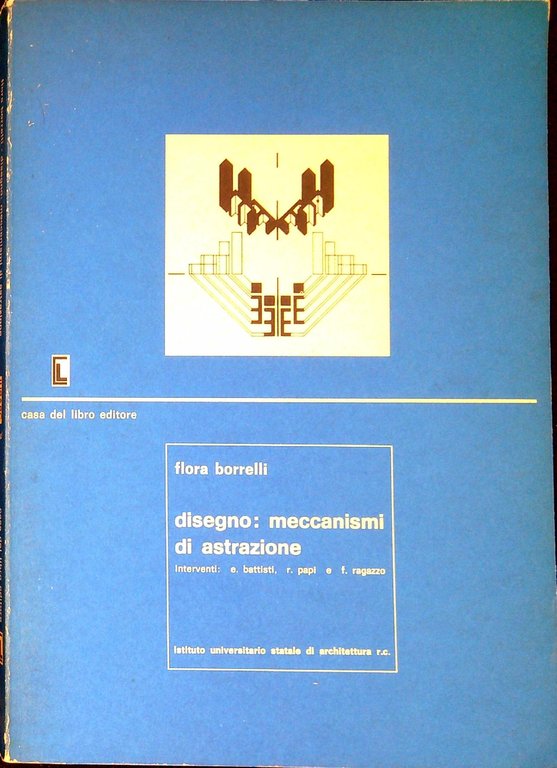 CL
casa del libro editore
flora borrelli
disegno: meccanismi
di astrazione
interventi: e. battisti, r. papi e f. ragazzo
istituto universitario statale di architettura r.c.